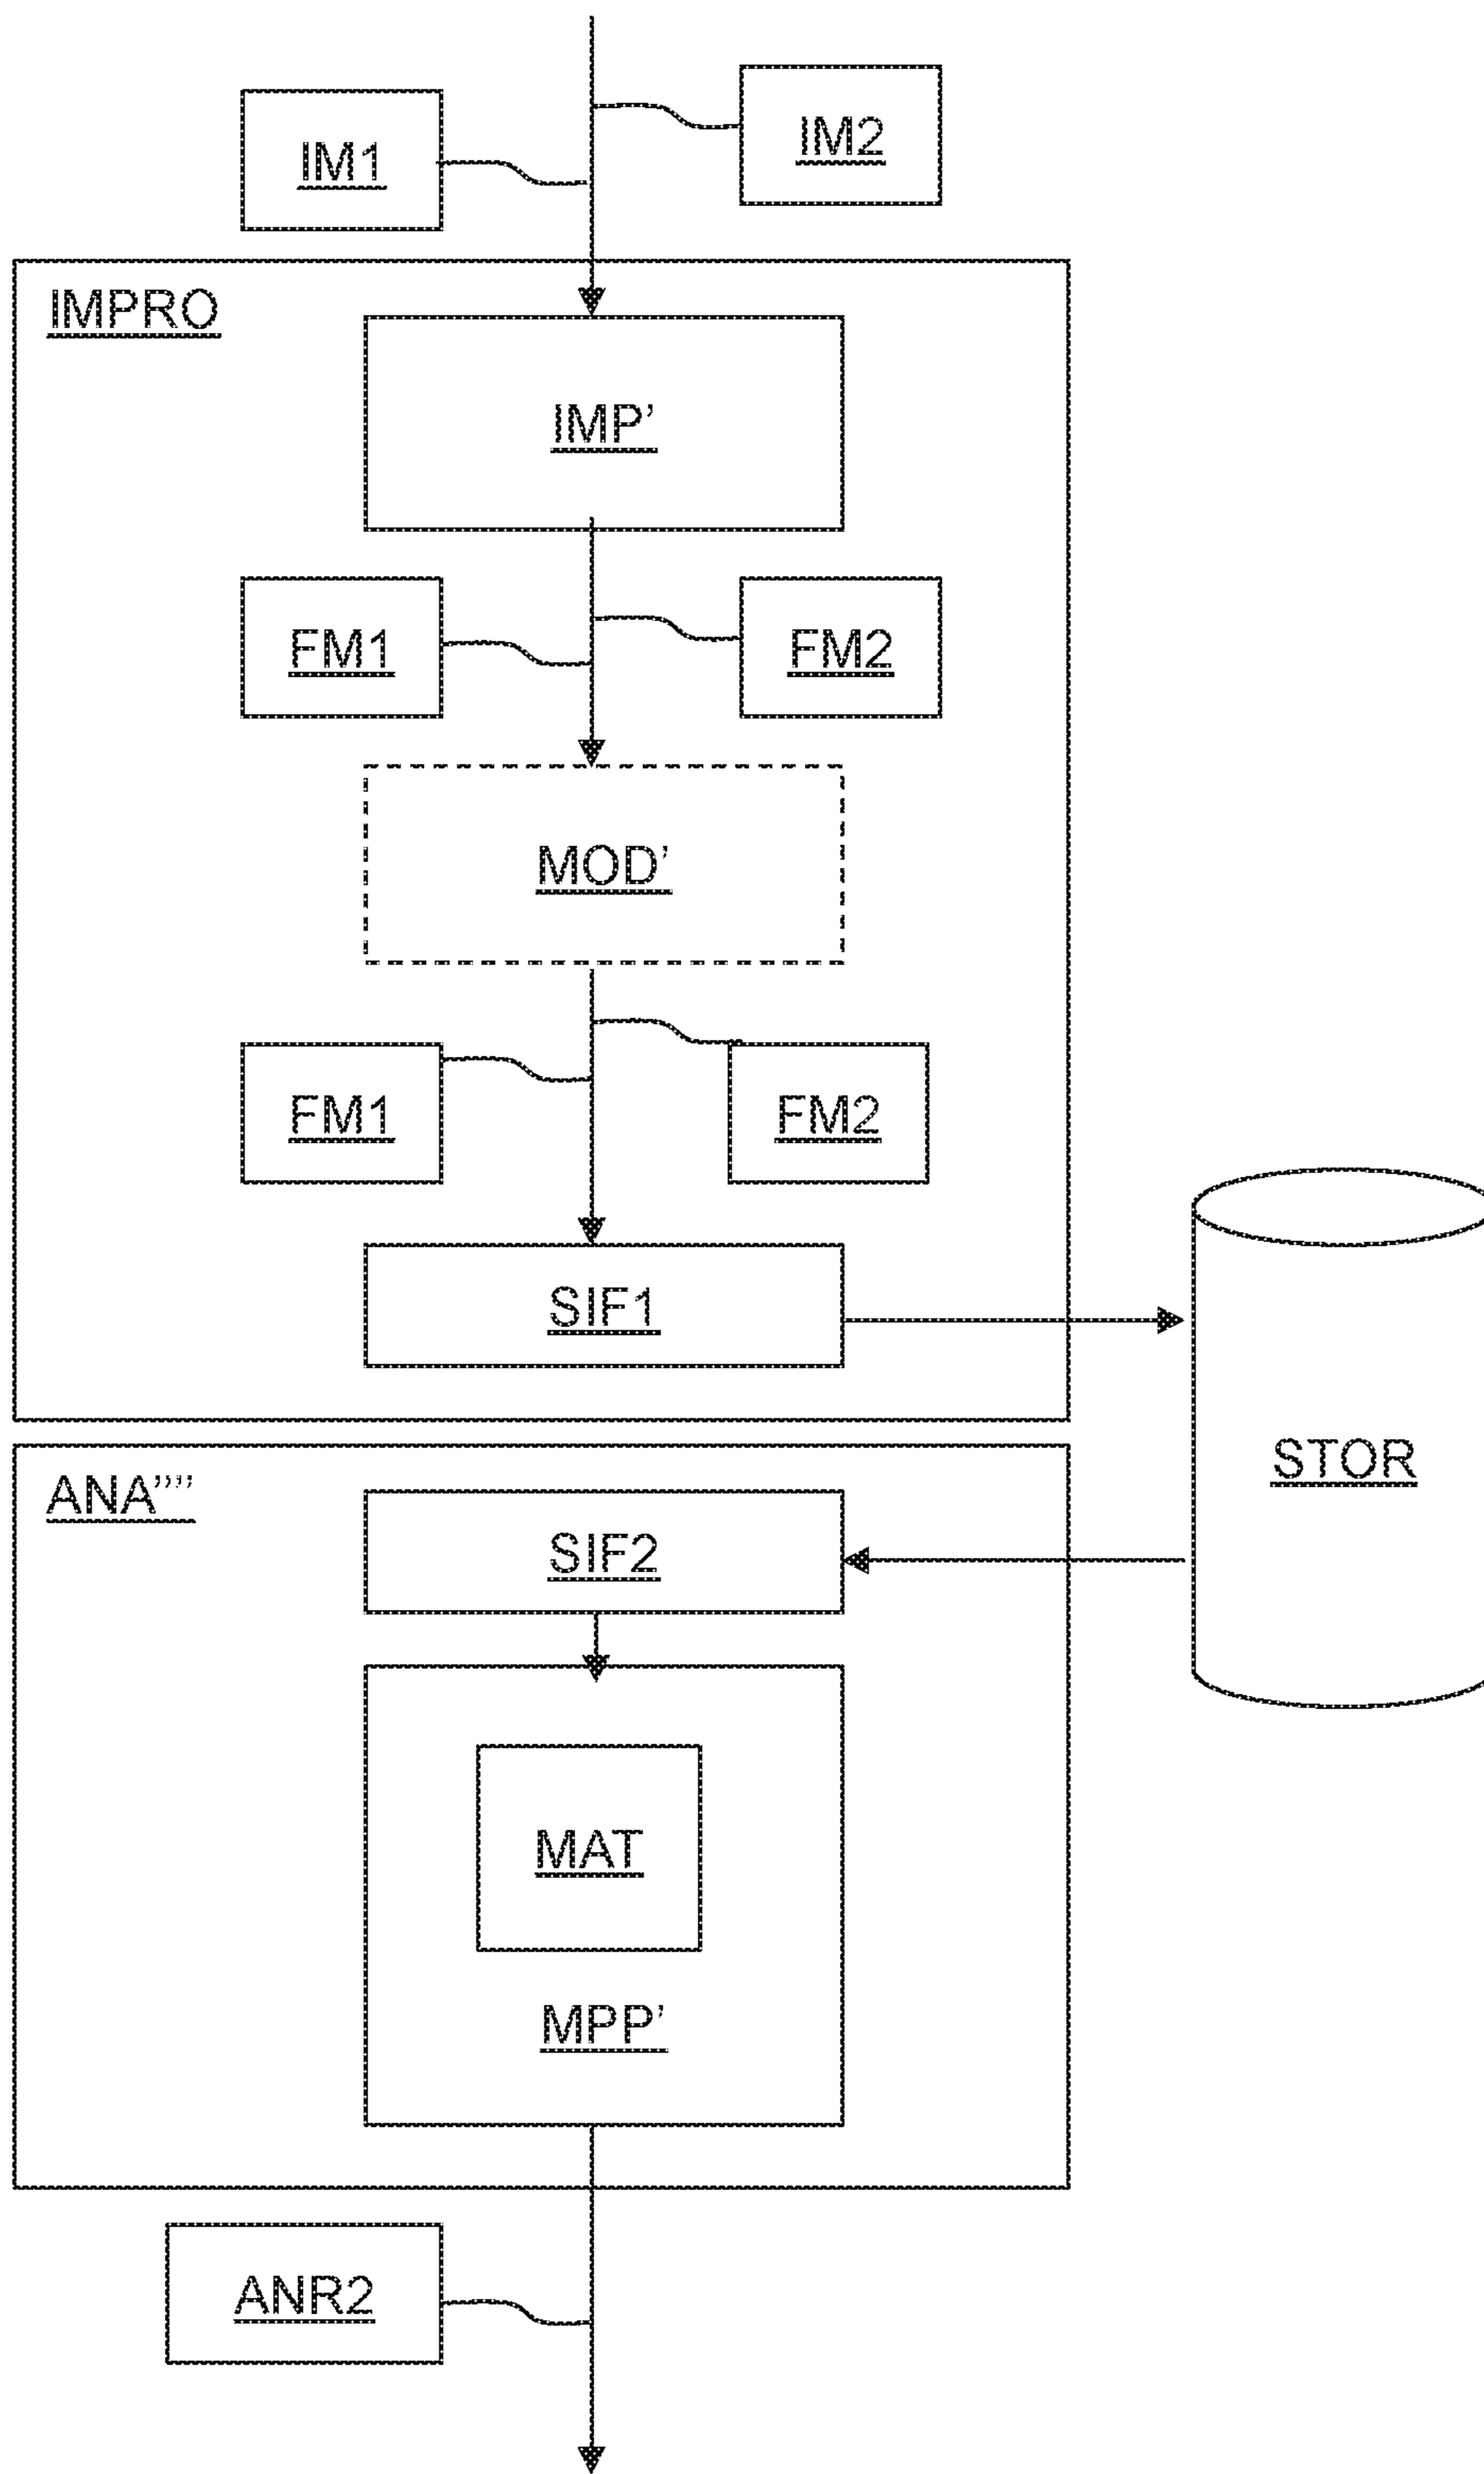 IM1
IM2
IMPRO
IMP’
FM1
FM2
MOD’
FM1
FM2
SIF1
STOR
ANA’’’’
SIF2
MAT
MPP’
ANR2